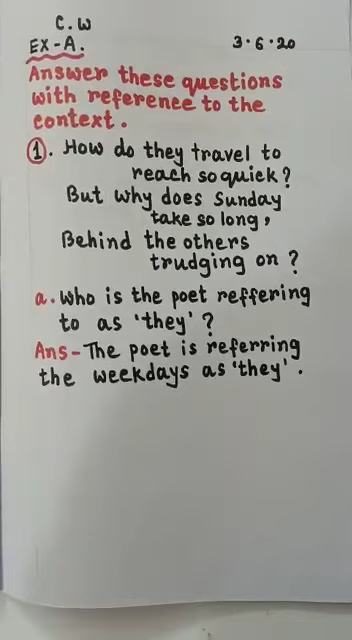 C.W
EX-A. 3.6.20
Answer these questions
with reference to the
context.
1. How do they travel to
reach so quick?
But why does Sunday
take so long,
Behind the others
trudging on?
a. Who is the poet reffering
to as 'they'?
Ans- The poet is referring
the weekdays as 'they'.